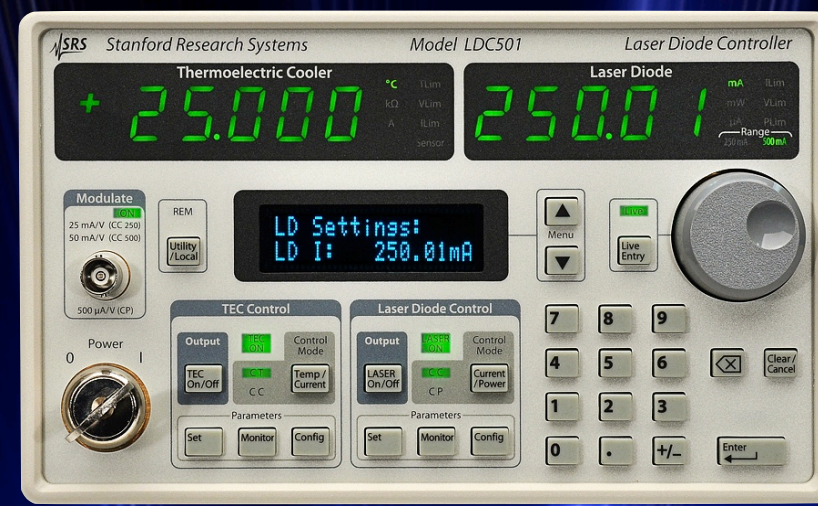 SRS Stanford Research Systems Model LDC501 Laser Diode Controller
Thermoelectric Cooler
+ 25.000
°C TLim
kΩ VLim
A ILim
Sensor
Laser Diode
250.01
mA ILim
mW VLim
µA PLim
Range
250 mA 500 mA
Modulate
ON
25 mA/V (CC 250)
50 mA/V (CC 500)
500 µA/V (CP)
REM
Utility
/Local
LD Settings:
LD I: 250.01mA
Menu
Live
Live
Entry
Power
0 I
TEC Control
Output
TEC
ON
Control
Mode
TEC
On/Off
CT
CC
Temp /
Current
Parameters
Set Monitor Config
Laser Diode Control
Output
LASER
ON
Control
Mode
LASER
On/Off
CC
CP
Current
/Power
Parameters
Set Monitor Config
7 8 9
4 5 6
Clear/
Cancel
1 2 3
0 . +/–
Enter